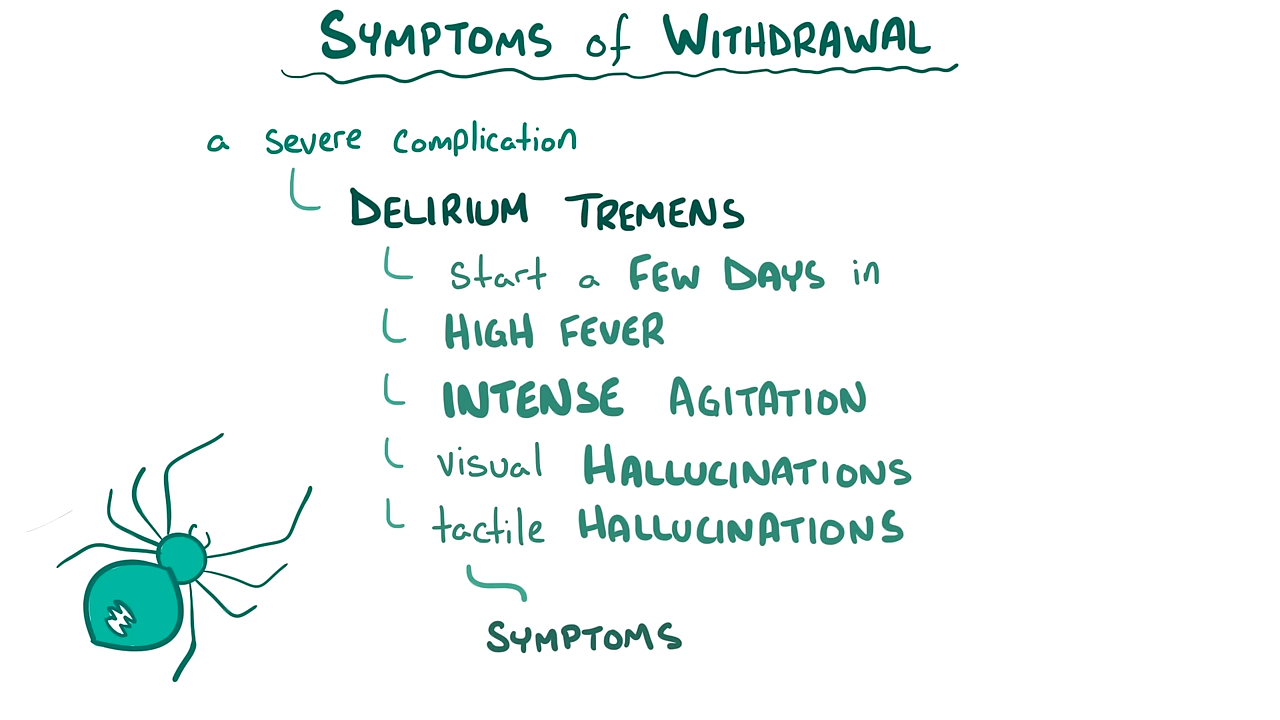 SYMPTOMS of WITHDRAWAL
a severe complication
DELIRIUM TREMENS
start a FEW DAYS in
HIGH FEVER
INTENSE AGITATION
visual HALLUCINATIONS
tactile HALLUCINATIONS
SYMPTOMS